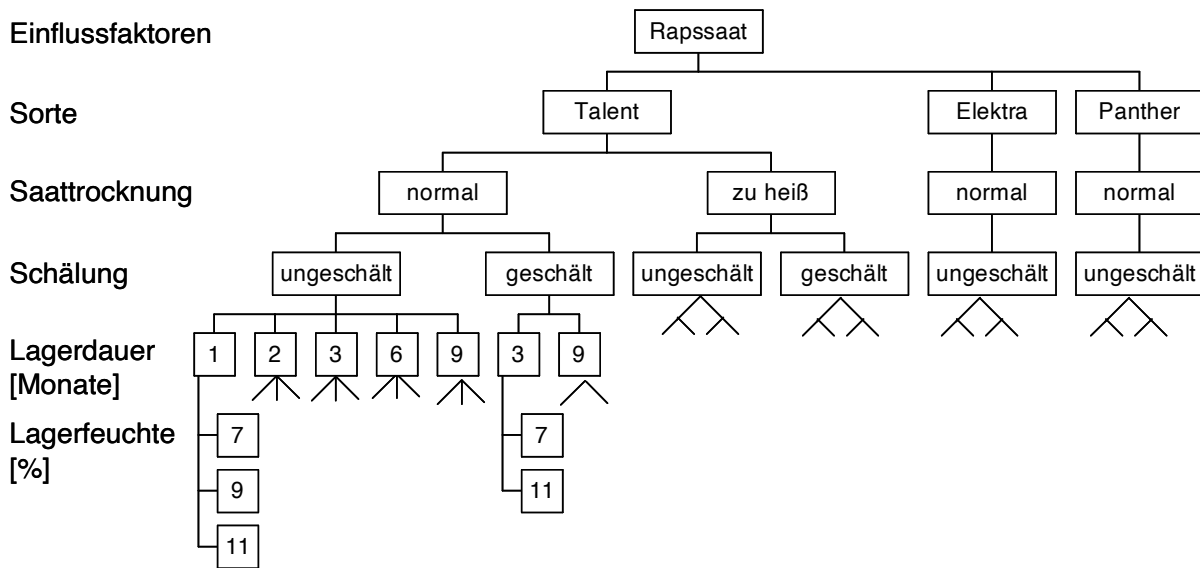 Einflussfaktoren Rapssaat
Sorte Talent Elektra Panther
Saattrocknung normal zu heiß normal normal
Schälung ungeschält geschält ungeschält geschält ungeschält ungeschält
Lagerdauer 1 2 3 6 9 3 9
[Monate]
Lagerfeuchte 7 7
[%]
9 11
11